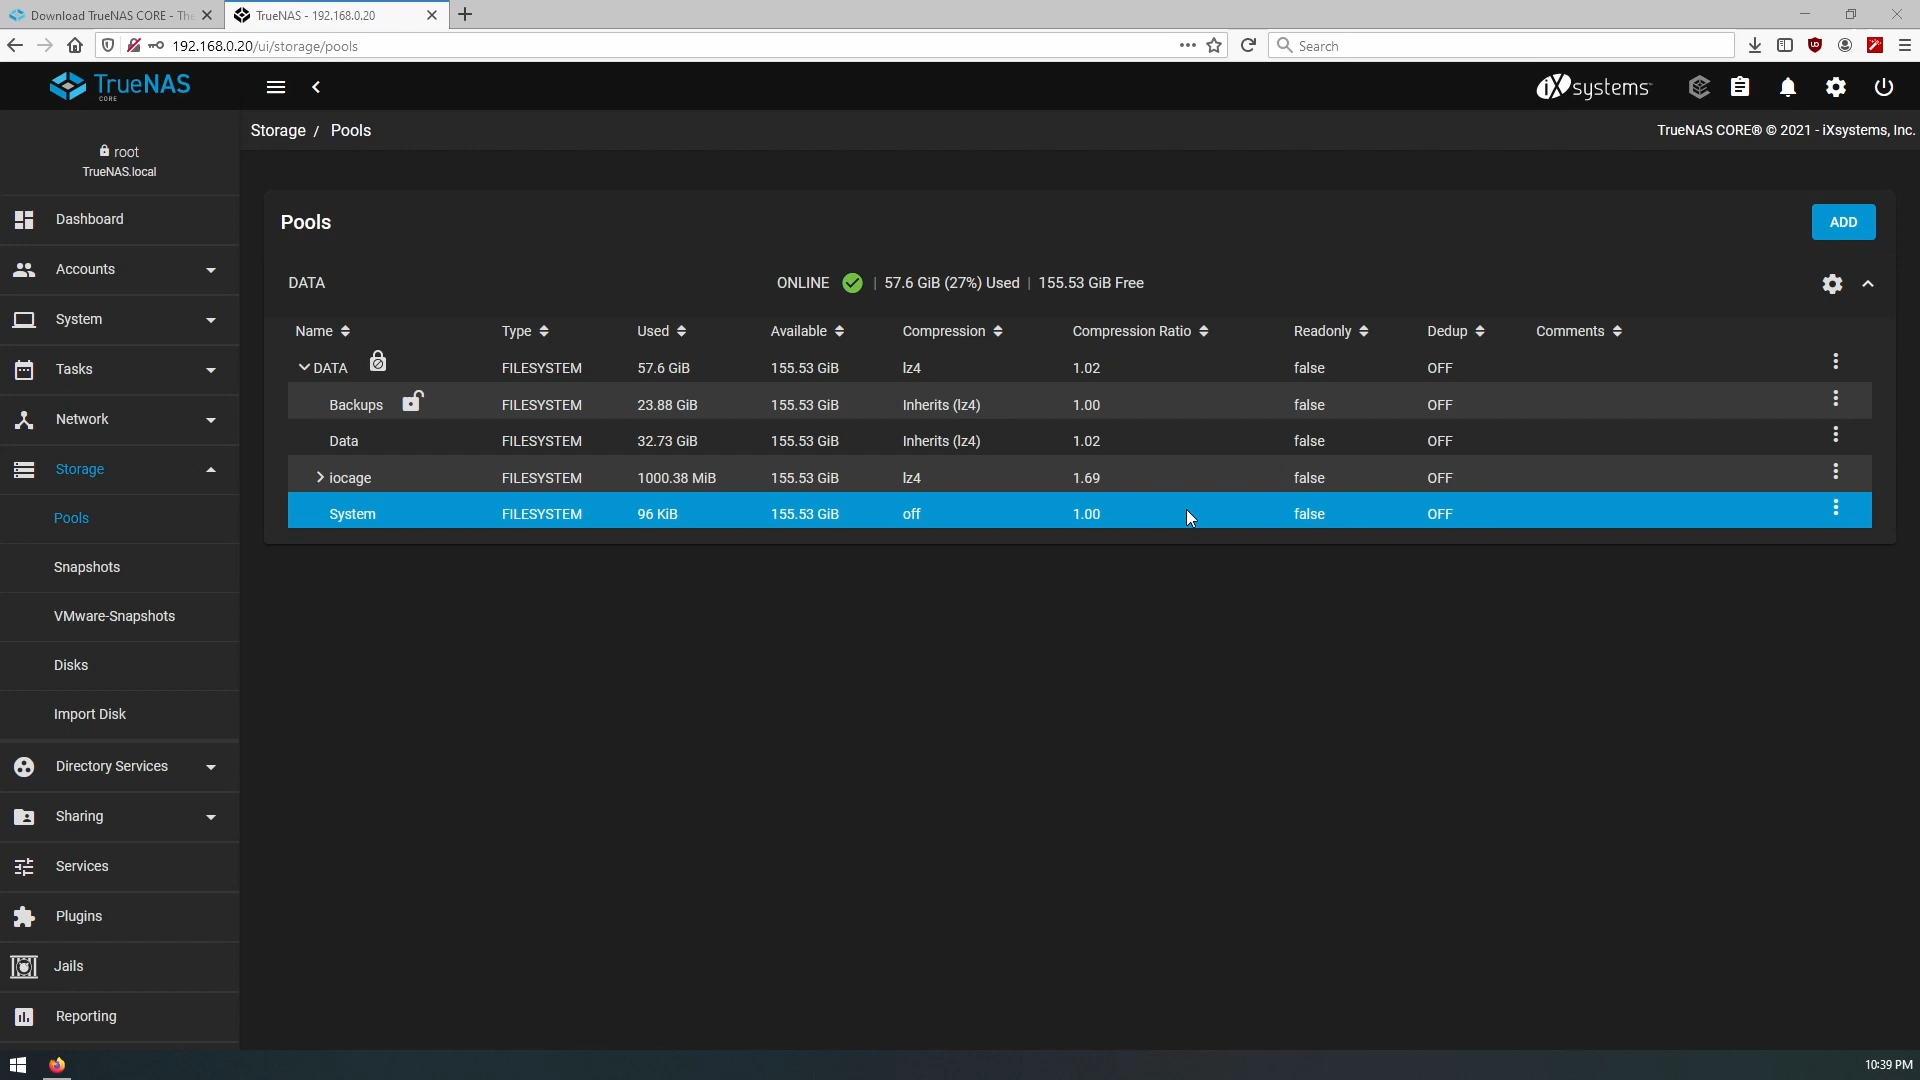 Download TrueNAS CORE - The
TrueNAS - 192.168.0.20
192.168.0.20/ui/storage/pools
Search
TrueNAS
CORE
iXsystems
Storage / Pools
TrueNAS CORE® © 2021 - iXsystems, Inc.
root
TrueNAS.local
Dashboard
Accounts
System
Tasks
Network
Storage
Pools
Snapshots
VMware-Snapshots
Disks
Import Disk
Directory Services
Sharing
Services
Plugins
Jails
Reporting
Pools
ADD
DATA ONLINE | 57.6 GiB (27%) Used | 155.53 GiB Free
Name Type Used Available Compression Compression Ratio Readonly Dedup Comments
DATA FILESYSTEM 57.6 GiB 155.53 GiB lz4 1.02 false OFF
Backups FILESYSTEM 23.88 GiB 155.53 GiB Inherits (lz4) 1.00 false OFF
Data FILESYSTEM 32.73 GiB 155.53 GiB Inherits (lz4) 1.02 false OFF
iocage FILESYSTEM 1000.38 MiB 155.53 GiB lz4 1.69 false OFF
System FILESYSTEM 96 KiB 155.53 GiB off 1.00 false OFF
10:39 PM